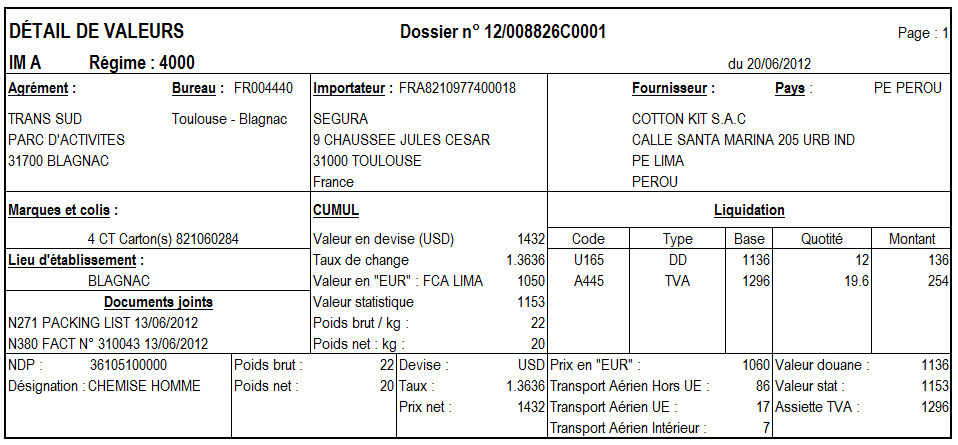 DÉTAIL DE VALEURS Dossier n° 12/008826C0001 Page : 1
IM A Régime : 4000 du 20/06/2012
Agrément : Bureau : FR004440 Importateur : FRA8210977400018 Fournisseur : Pays : PE PEROU
TRANS SUD Toulouse - Blagnac SEGURA COTTON KIT S.A.C
PARC D'ACTIVITES 9 CHAUSSEE JULES CESAR CALLE SANTA MARINA 205 URB IND
31700 BLAGNAC 31000 TOULOUSE PE LIMA
France PEROU
Marques et colis : CUMUL Liquidation
4 CT Carton(s) 821060284 Valeur en devise (USD) 1432 Code Type Base Quotité Montant
Lieu d'établissement : Taux de change 1.3636 U165 DD 1136 12 136
BLAGNAC Valeur en "EUR" : FCA LIMA 1050 A445 TVA 1296 19.6 254
Documents joints Valeur statistique 1153
N271 PACKING LIST 13/06/2012 Poids brut / kg : 22
N380 FACT N° 310043 13/06/2012 Poids net : kg : 20
NDP : 36105100000 Poids brut : 22 Devise : USD Prix en "EUR" : 1060 Valeur douane : 1136
Désignation : CHEMISE HOMME Poids net : 20 Taux : 1.3636 Transport Aérien Hors UE : 86 Valeur stat : 1153
Prix net : 1432 Transport Aérien UE : 17 Assiette TVA : 1296
Transport Aérien Intérieur : 7